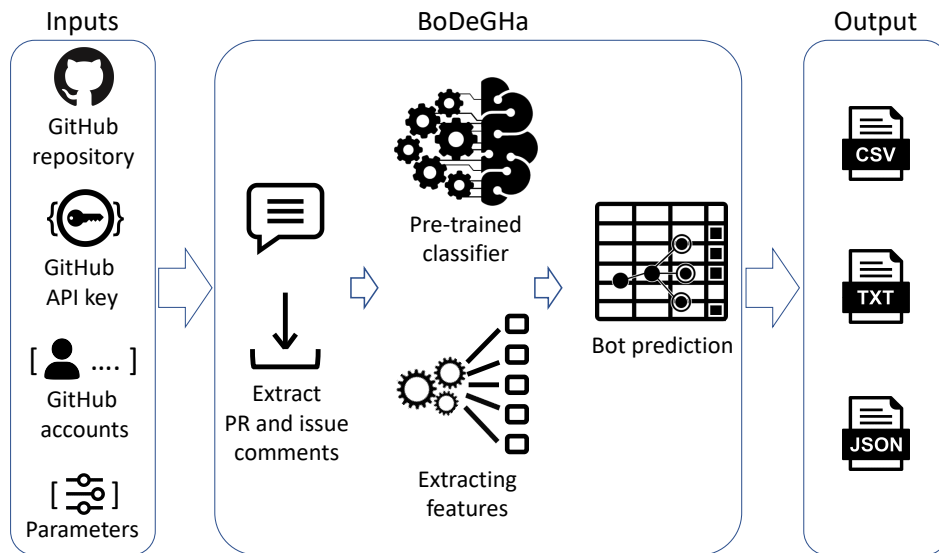 Inputs
GitHub
repository
{ }
GitHub
API key
[ .... ]
GitHub
accounts
[ ]
Parameters
BoDeGHa
Extract
PR and issue
comments
Pre-trained
classifier
Extracting
features
Bot prediction
Output
CSV
TXT
JSON